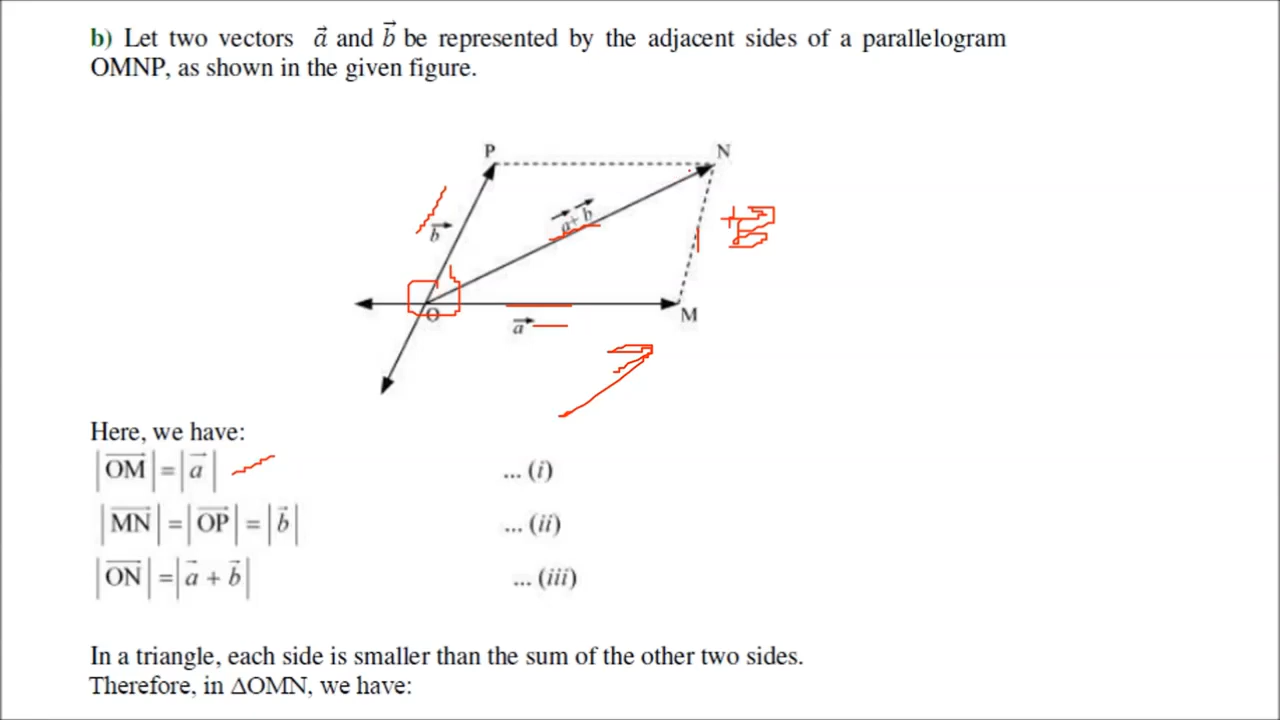 b) Let two vectors a⃗ and b⃗ be represented by the adjacent sides of a parallelogram
OMNP, as shown in the given figure.
P
N
b⃗
a⃗+b⃗
O
M
a⃗
Here, we have:
|OM⃗| = |a⃗| ... (i)
|MN⃗| = |OP⃗| = |b⃗| ... (ii)
|ON⃗| = |a⃗ + b⃗| ... (iii)
In a triangle, each side is smaller than the sum of the other two sides.
Therefore, in ΔOMN, we have: